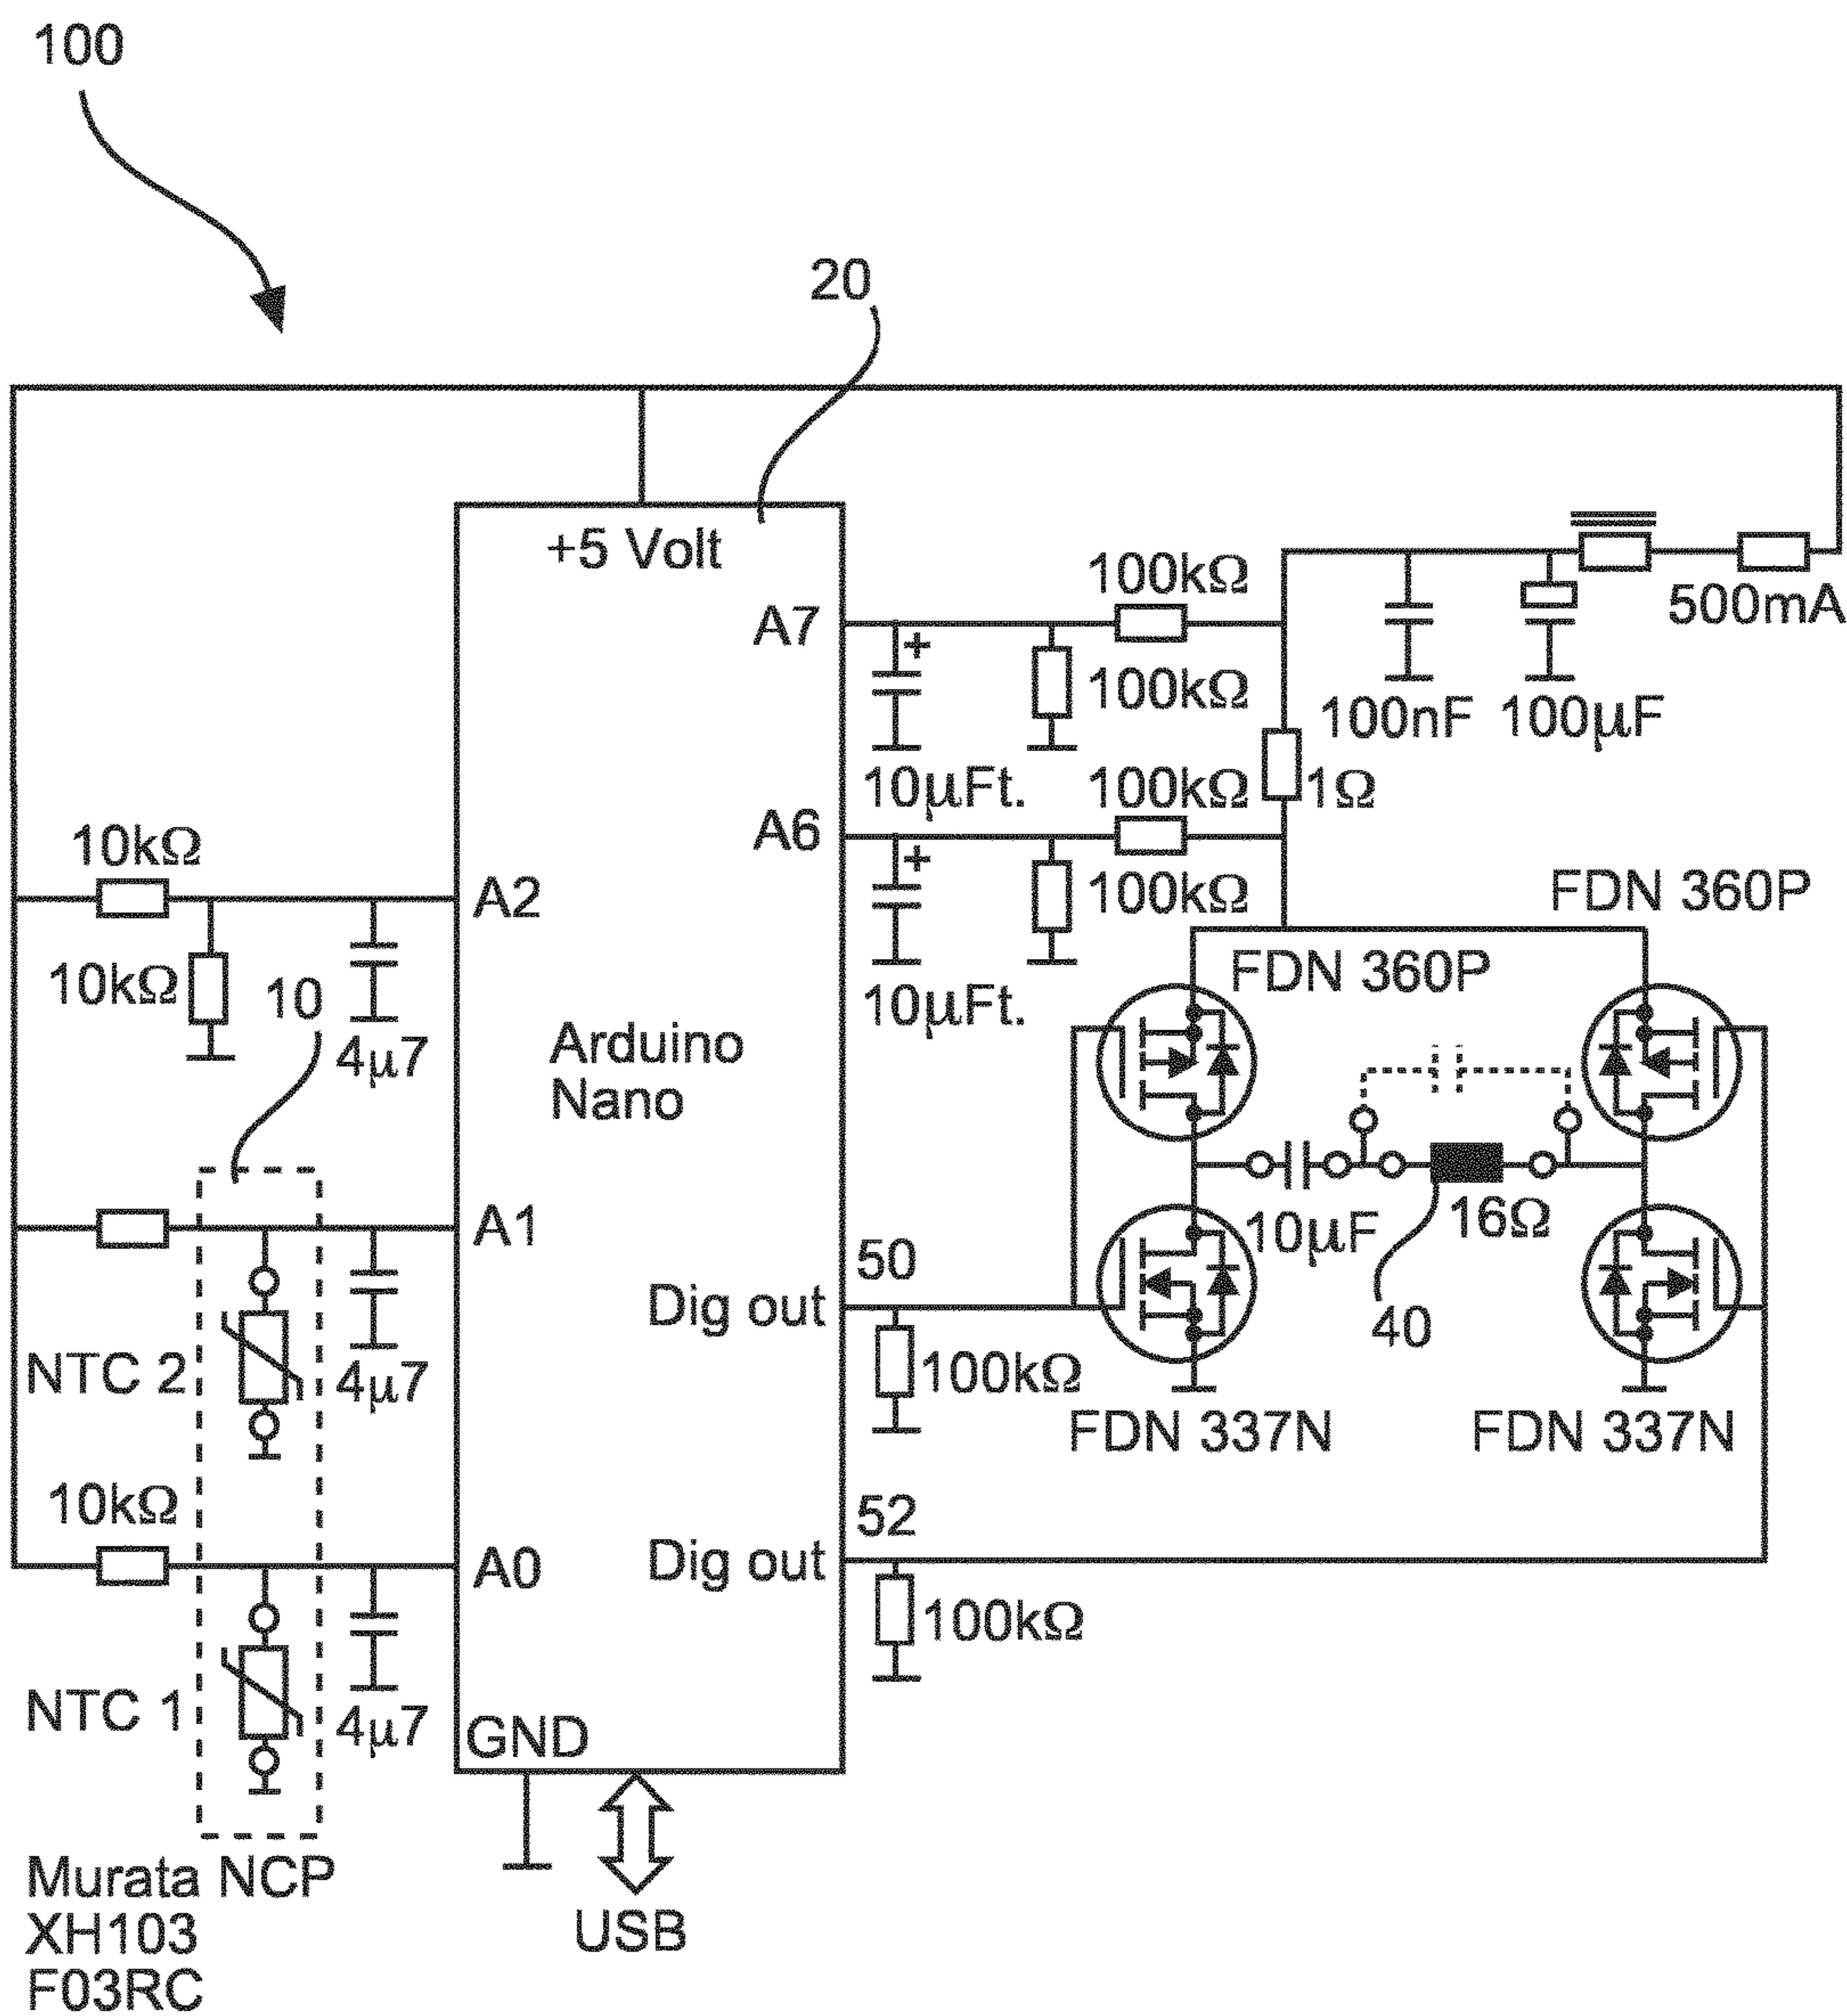 100
20
+5 Volt
A7
100kΩ
100kΩ
10µFt.
500mA
100nF
100µF
1Ω
A6
100kΩ
100kΩ
10µFt.
10kΩ
A2
10kΩ
10
4µ7
Arduino
Nano
FDN 360P
FDN 360P
A1
10µF
16Ω
40
50
Dig out
100kΩ
NTC 2
4µ7
FDN 337N
FDN 337N
10kΩ
52
A0
Dig out
100kΩ
NTC 1
4µ7
GND
USB
Murata NCP
XH103
F03RC